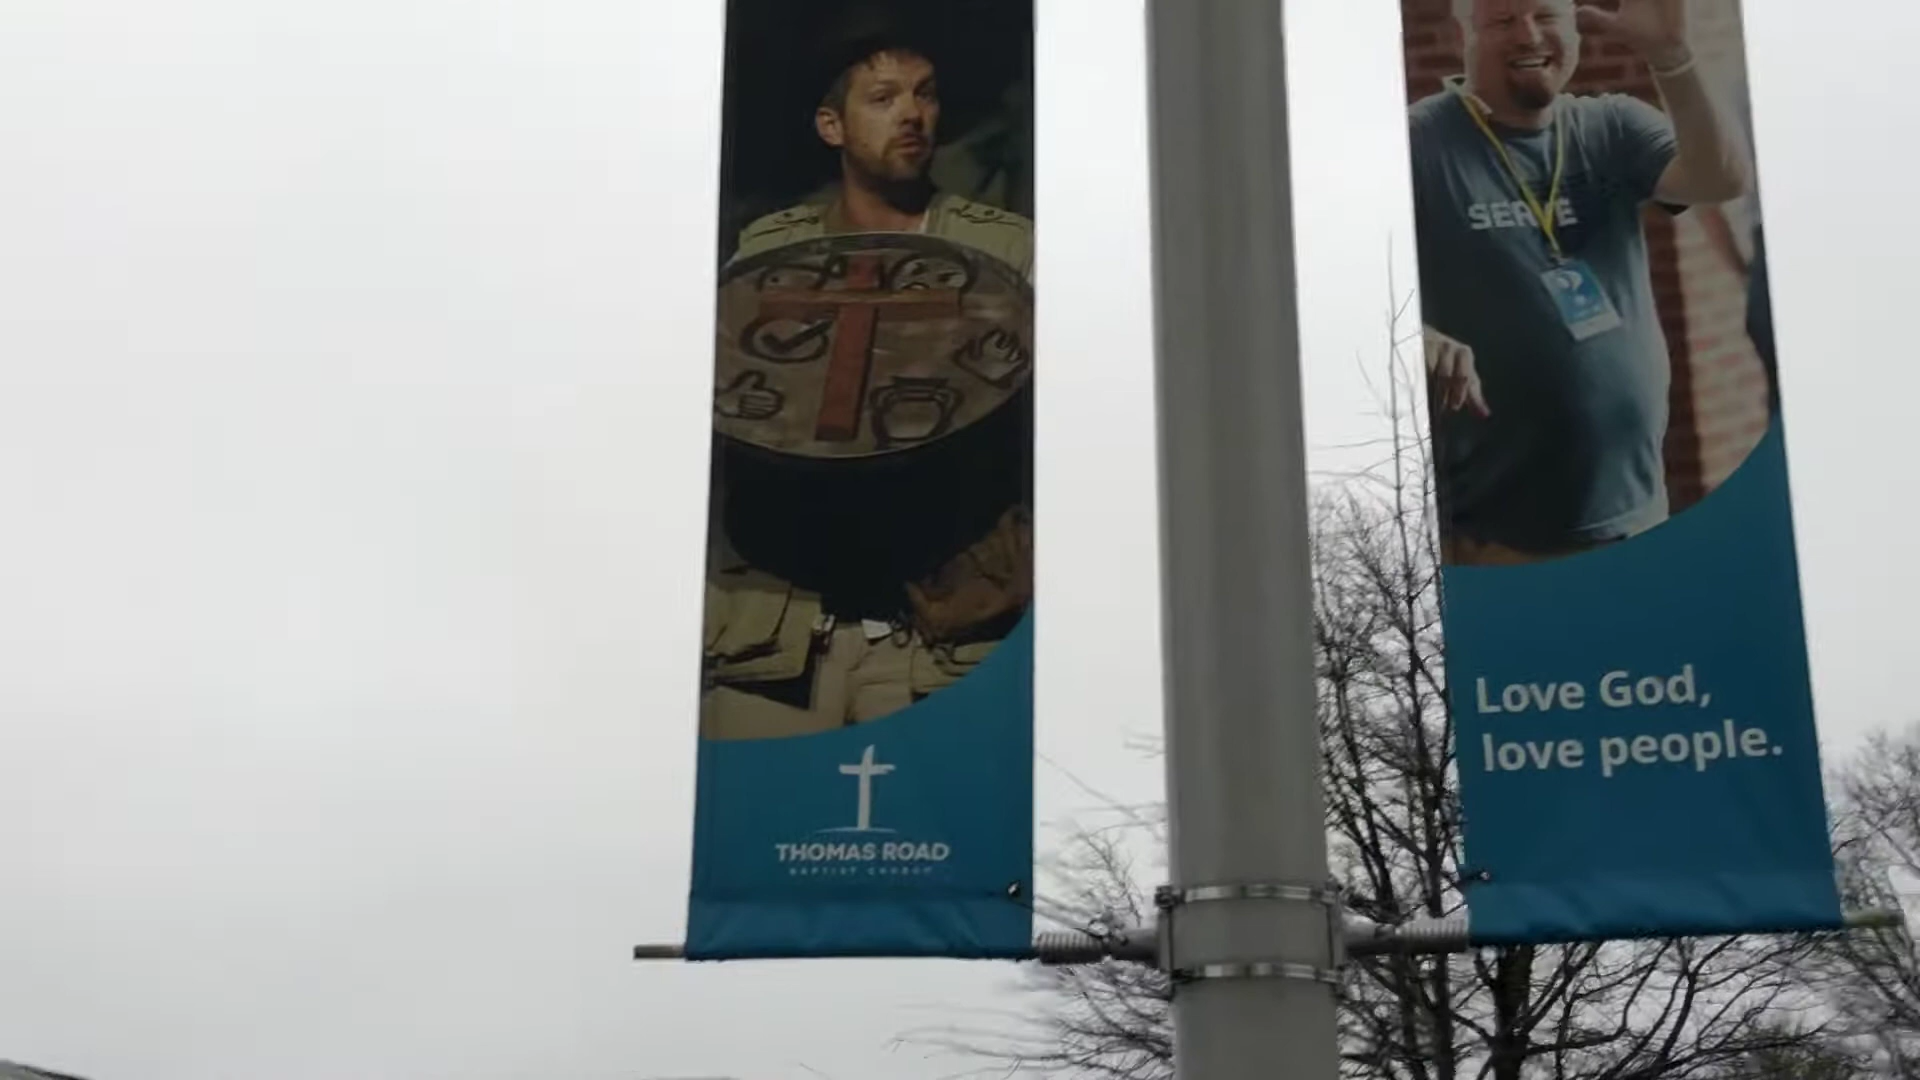 SERVE
THOMAS ROAD
BAPTIST CHURCH
Love God,
love people.